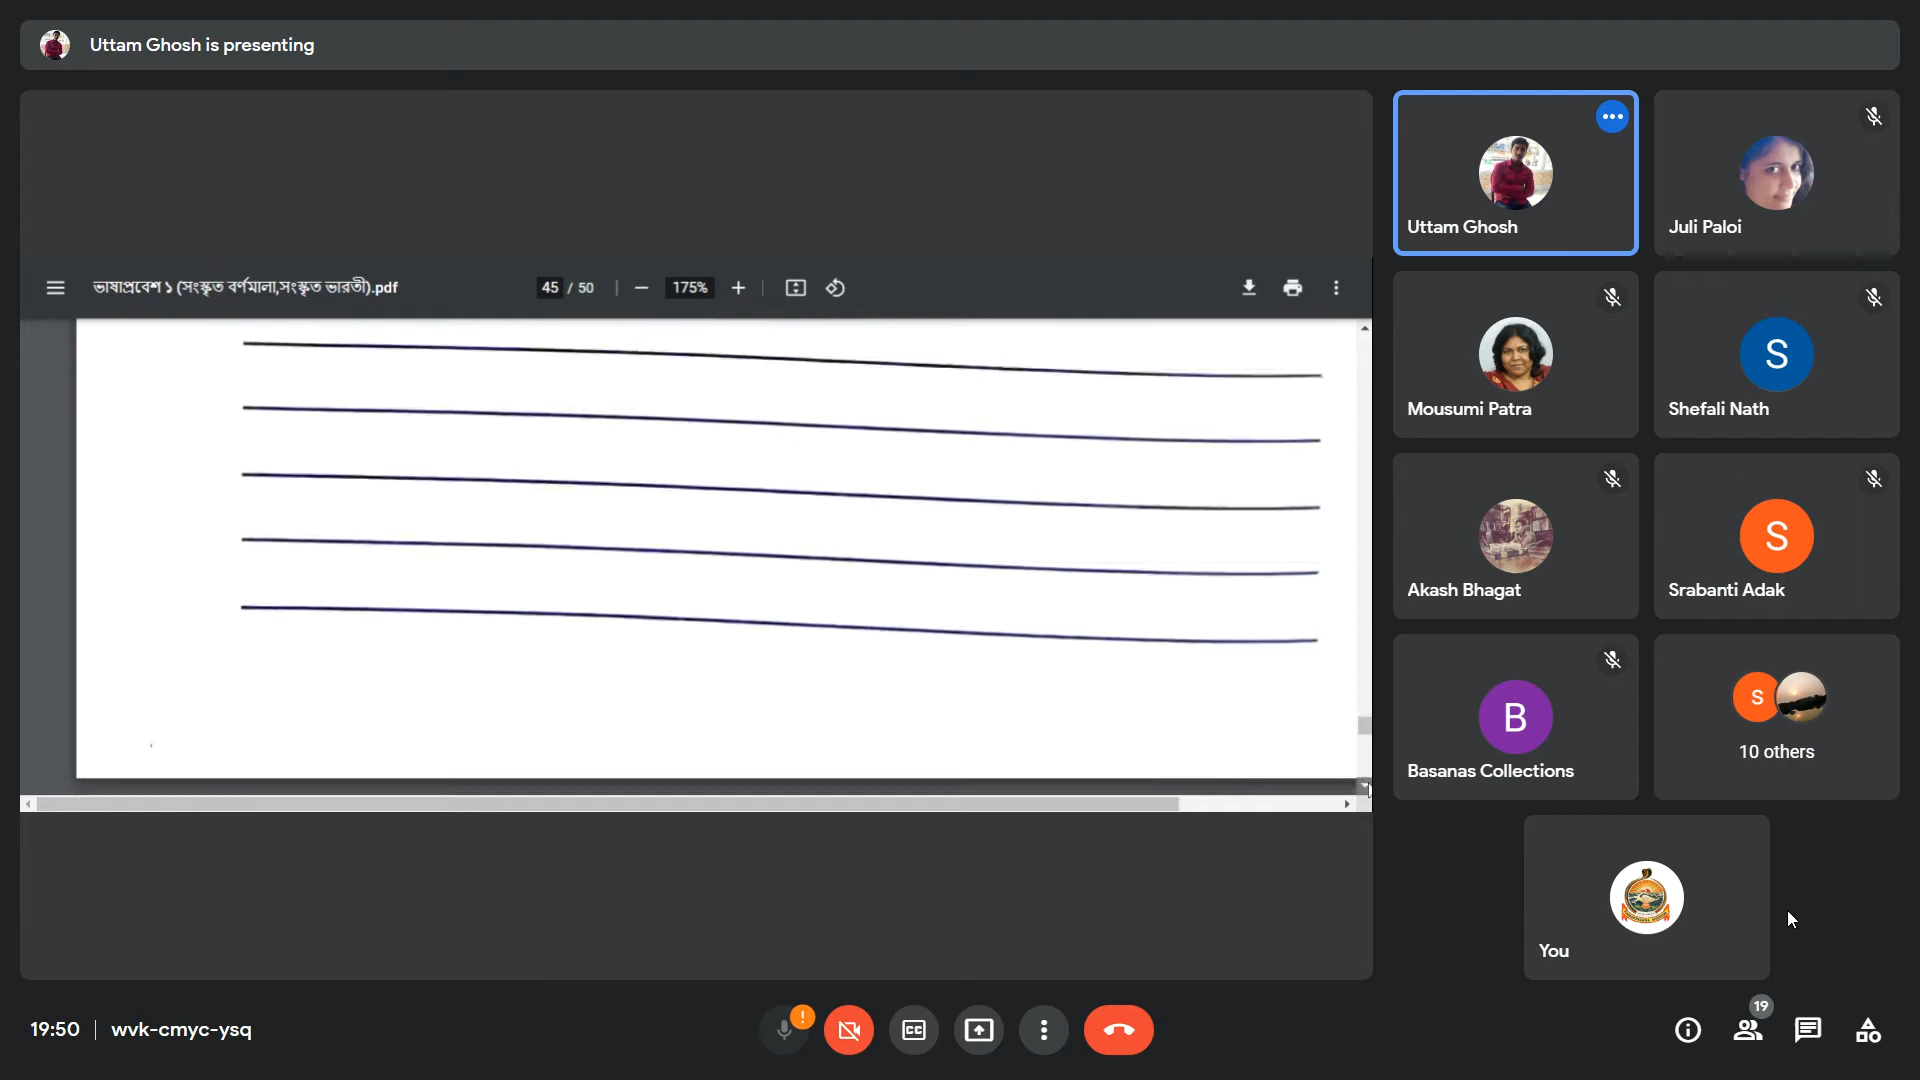 Uttam Ghosh is presenting
ভাষাপ্রবেশ ১ (সংস্কৃত বর্ণমালা,সংস্কৃত ভারতী).pdf
45 / 50
175%
Uttam Ghosh
Juli Paloi
Mousumi Patra
S
Shefali Nath
Akash Bhagat
S
Srabanti Adak
B
Basanas Collections
S
10 others
You
19:50
wvk-cmyc-ysq
CC
19